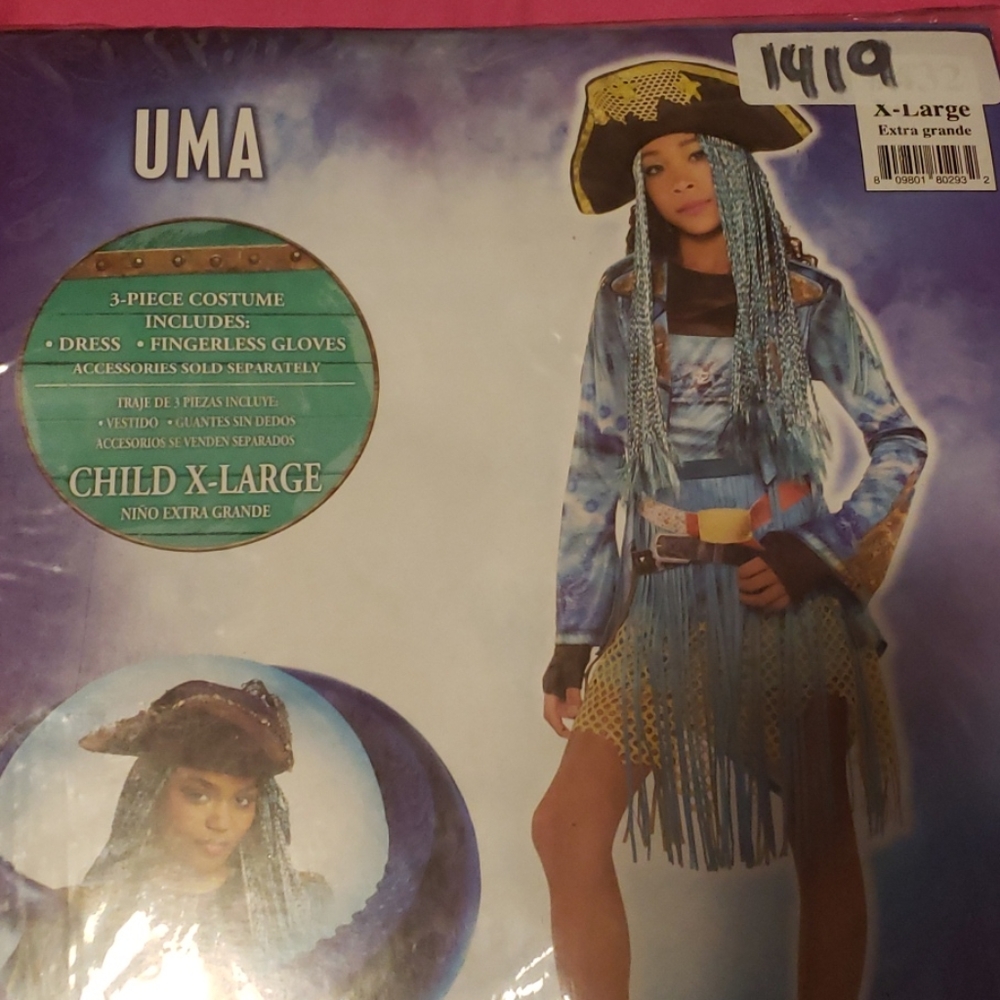 1419
X-Large
Extra grande
8 09801 80293 2
UMA
3-PIECE COSTUME
INCLUDES:
• DRESS • FINGERLESS GLOVES
ACCESSORIES SOLD SEPARATELY
TRAJE DE 3 PIEZAS INCLUYE:
• VESTIDO • GUANTES SIN DEDOS
ACCESORIOS SE VENDEN SEPARADOS
CHILD X-LARGE
NIÑO EXTRA GRANDE